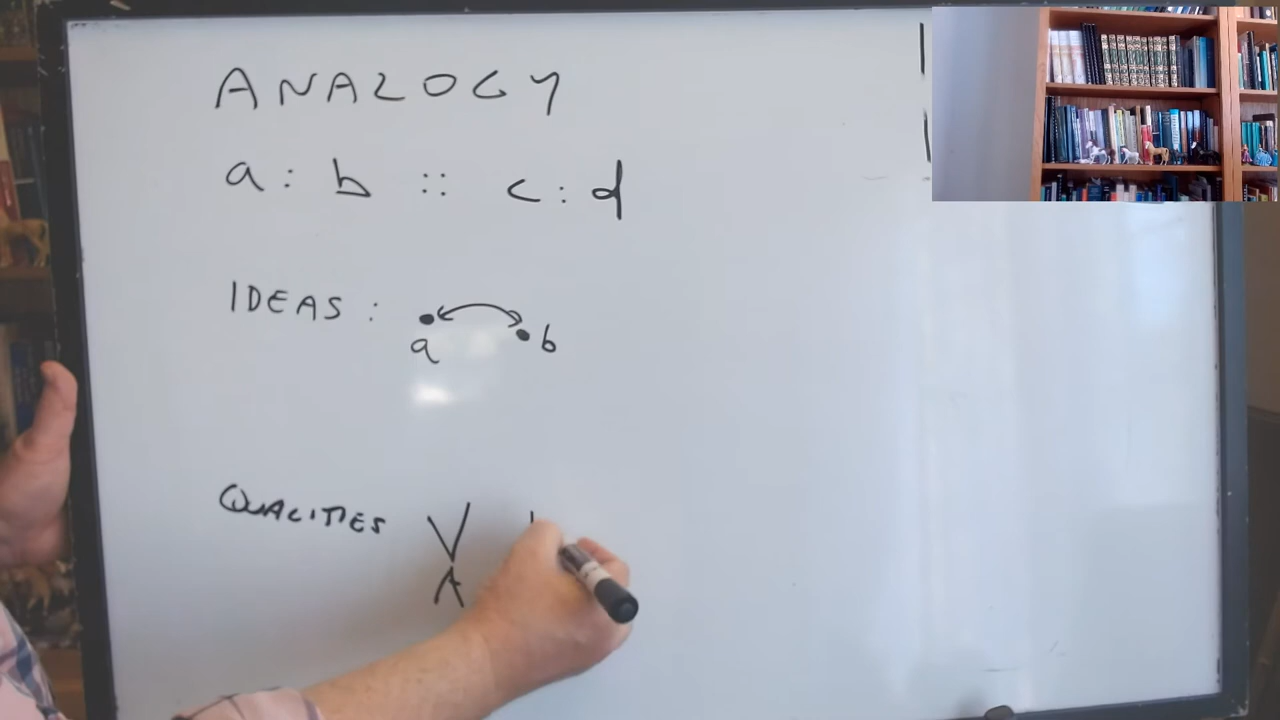 ANALOGY
a : b :: c : d
IDEAS : a b
QUALITIES V
A